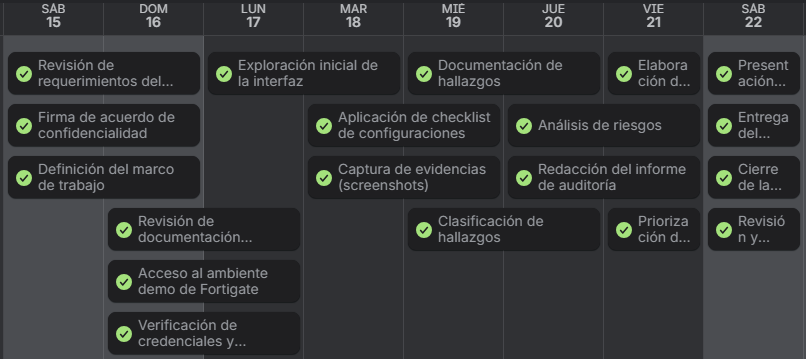 SÁB
15
DOM
16
LUN
17
MAR
18
MIÉ
19
JUE
20
VIE
21
SÁB
22
Revisión de
requerimientos del...
Exploración inicial de
la interfaz
Documentación de
hallazgos
Elabora
ción d...
Present
ación...
Firma de acuerdo de
confidencialidad
Aplicación de checklist
de configuraciones
Análisis de riesgos
Entrega
del...
Definición del marco
de trabajo
Captura de evidencias
(screenshots)
Redacción del informe
de auditoría
Cierre
de la...
Revisión de
documentación...
Clasificación de
hallazgos
Prioriza
ción d...
Revisió
n y...
Acceso al ambiente
demo de Fortigate
Verificación de
credenciales y...